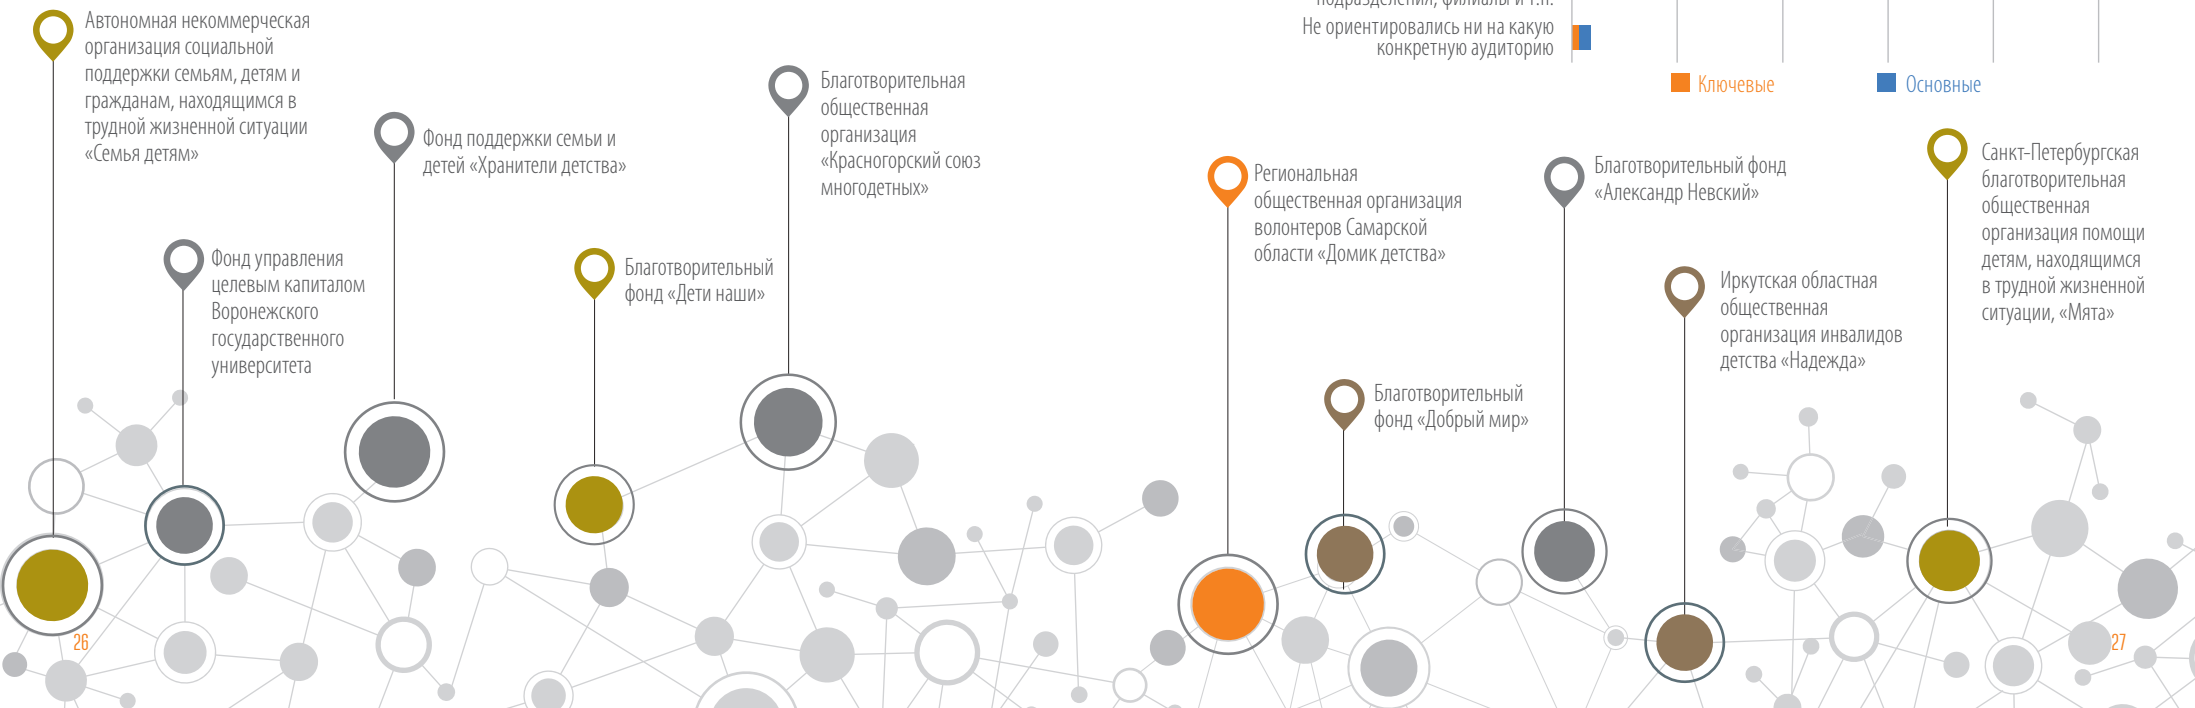 Автономная некоммерческая
организация социальной
поддержки семьям, детям и
гражданам, находящимся в
трудной жизненной ситуации
«Семья детям»
Фонд управления
целевым капиталом
Воронежского
государственного
университета
Фонд поддержки семьи и
детей «Хранители детства»
Благотворительный
фонд «Дети наши»
Благотворительная
общественная
организация
«Красногорский союз
многодетных»
26
подразделения, филиалы и т.п.
Не ориентировались ни на какую
конкретную аудиторию
Ключевые
Основные
Региональная
общественная организация
волонтеров Самарской
области «Домик детства»
Благотворительный
фонд «Добрый мир»
Благотворительный фонд
«Александр Невский»
Иркутская областная
общественная
организация инвалидов
детства «Надежда»
Санкт-Петербургская
благотворительная
общественная
организация помощи
детям, находящимся
в трудной жизненной
ситуации, «Мята»
27